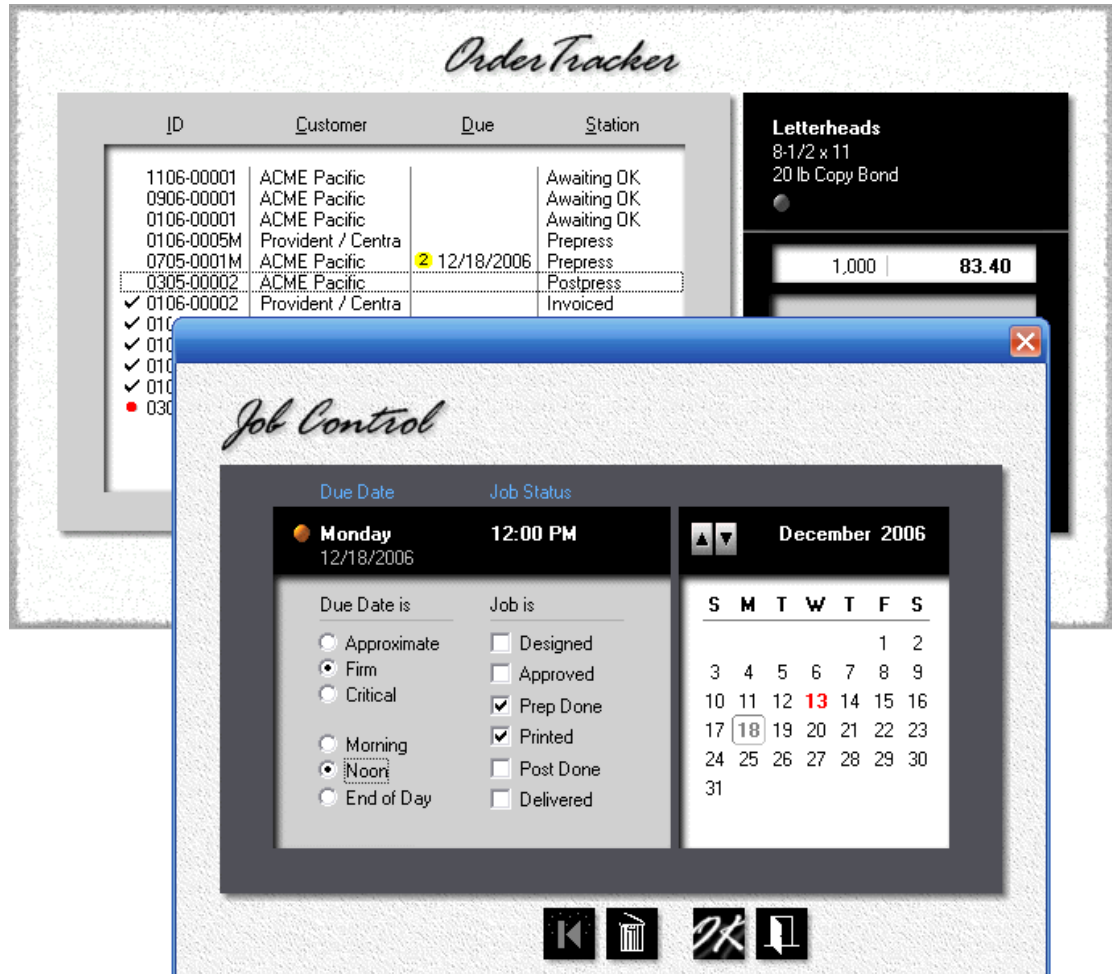 OrderTracker
ID Customer Due Station
1106-00001 ACME Pacific Awaiting OK
0906-00001 ACME Pacific Awaiting OK
0106-00001 ACME Pacific Awaiting OK
0106-0005M Provident / Centra Prepress
0705-0001M ACME Pacific 2 12/18/2006 Prepress
0305-00002 ACME Pacific Postpress
0106-00002 Provident / Centra Invoiced
Letterheads
8-1/2 x 11
20 lb Copy Bond
1,000 83.40
Job Control
Due Date Job Status
Monday 12:00 PM
12/18/2006
Due Date is Job is
Approximate Designed
Firm Approved
Critical Prep Done
Morning Printed
Noon Post Done
End of Day Delivered
December 2006
S M T W T F S
1 2
3 4 5 6 7 8 9
10 11 12 13 14 15 16
17 18 19 20 21 22 23
24 25 26 27 28 29 30
31
OK